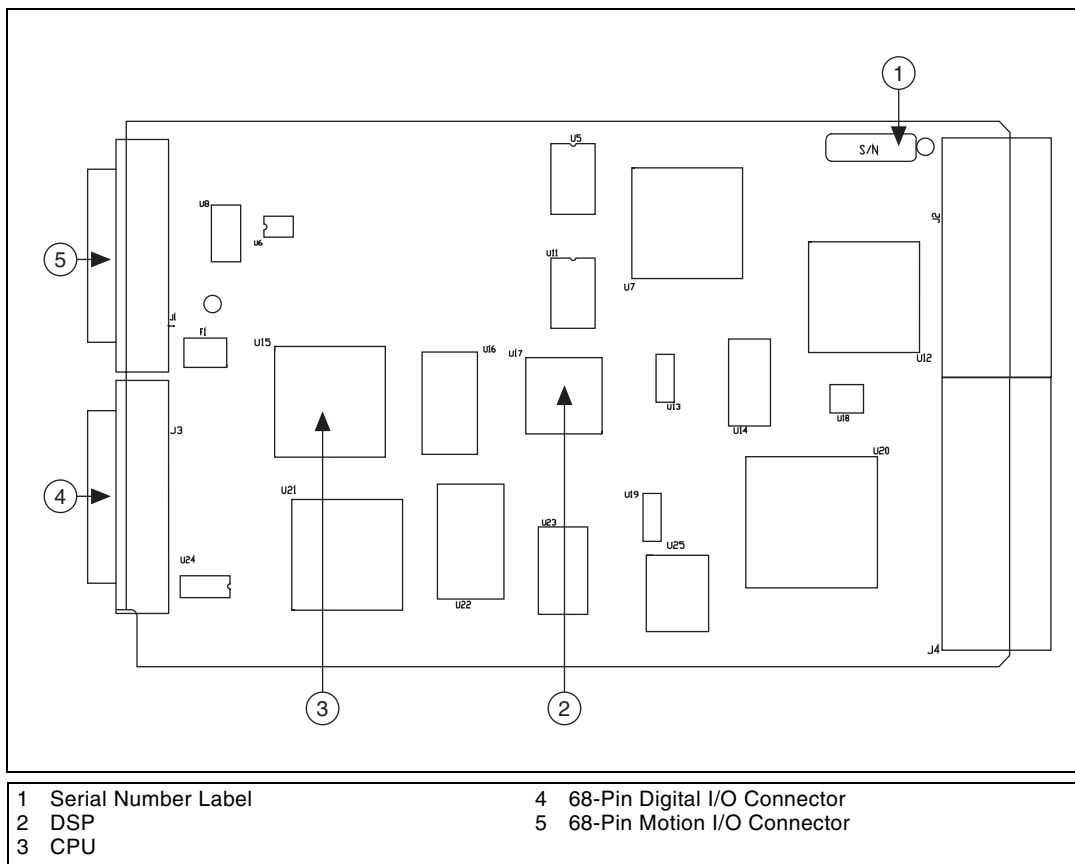 1
U5
S/N
J2
U8
U6
5
U11
U7
J1
F1
U15
U16
U17
U12
U13
U14
U18
J3
U20
4
U21
U19
U23
U25
U24
U22
J4
3
2
1 Serial Number Label
2 DSP
3 CPU
4 68-Pin Digital I/O Connector
5 68-Pin Motion I/O Connector